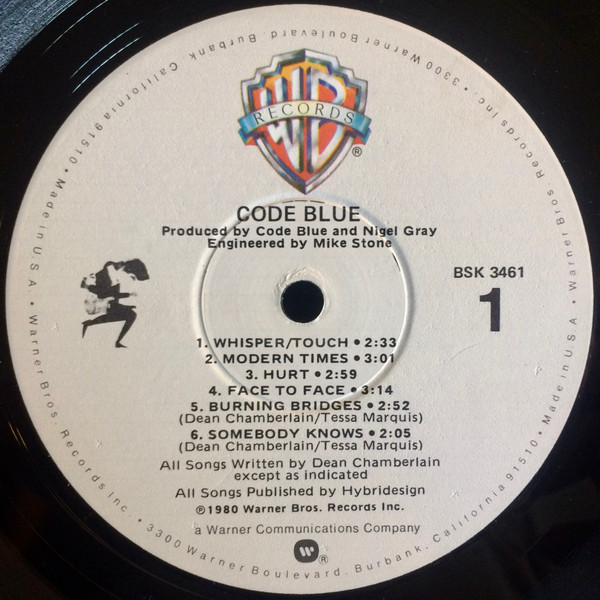 WB
RECORDS
®
CODE BLUE
Produced by Code Blue and Nigel Gray
Engineered by Mike Stone
BSK 3461
1
1. WHISPER/TOUCH • 2:33
2. MODERN TIMES • 3:01
3. HURT • 2:59
4. FACE TO FACE • 3:14
5. BURNING BRIDGES • 2:52
(Dean Chamberlain/Tessa Marquis)
6. SOMEBODY KNOWS • 2:05
(Dean Chamberlain/Tessa Marquis)
All Songs Written by Dean Chamberlain
except as indicated
All Songs Published by Hybridesign
℗1980 Warner Bros. Records Inc.
a Warner Communications Company
®
Warner Bros. Records Inc. • 3300 Warner Boulevard, Burbank, California 91510 • Made in U.S.A. • Warner Bros. Records Inc. • 3300 Warner Boulevard, Burbank, California 91510 • Made in U.S.A. •